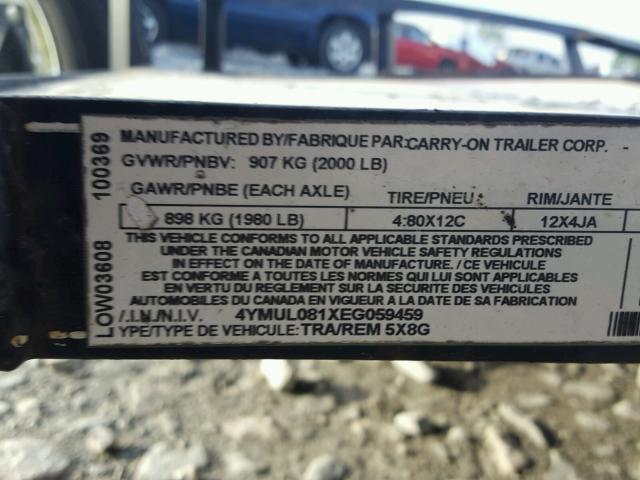 MANUFACTURED BY/FABRIQUE PAR:CARRY-ON TRAILER CORP.
GVWR/PNBV: 907 KG (2000 LB)
GAWR/PNBE (EACH AXLE) TIRE/PNEU RIM/JANTE
898 KG (1980 LB) 4:80X12C 12X4JA
THIS VEHICLE CONFORMS TO ALL APPLICABLE STANDARDS PRESCRIBED
UNDER THE CANADIAN MOTOR VEHICLE SAFETY REGULATIONS
IN EFFECT ON THE DATE OF MANUFACTURE. / CE VEHICULE
EST CONFORME A TOUTES LES NORMES QUI LUI SONT APPLICABLES
EN VERTU DU REGLEMENT SUR LA SECURITE DES VEHICULES
AUTOMOBILES DU CAMADA EN VIGUEUR A LA DATE DE SA FABRICATION
/.I.N./N.I.V. 4YMUL081XEG059459
TYPE/TYPE DE VEHICULE: TRA/REM 5X8G
LOW03608 100369